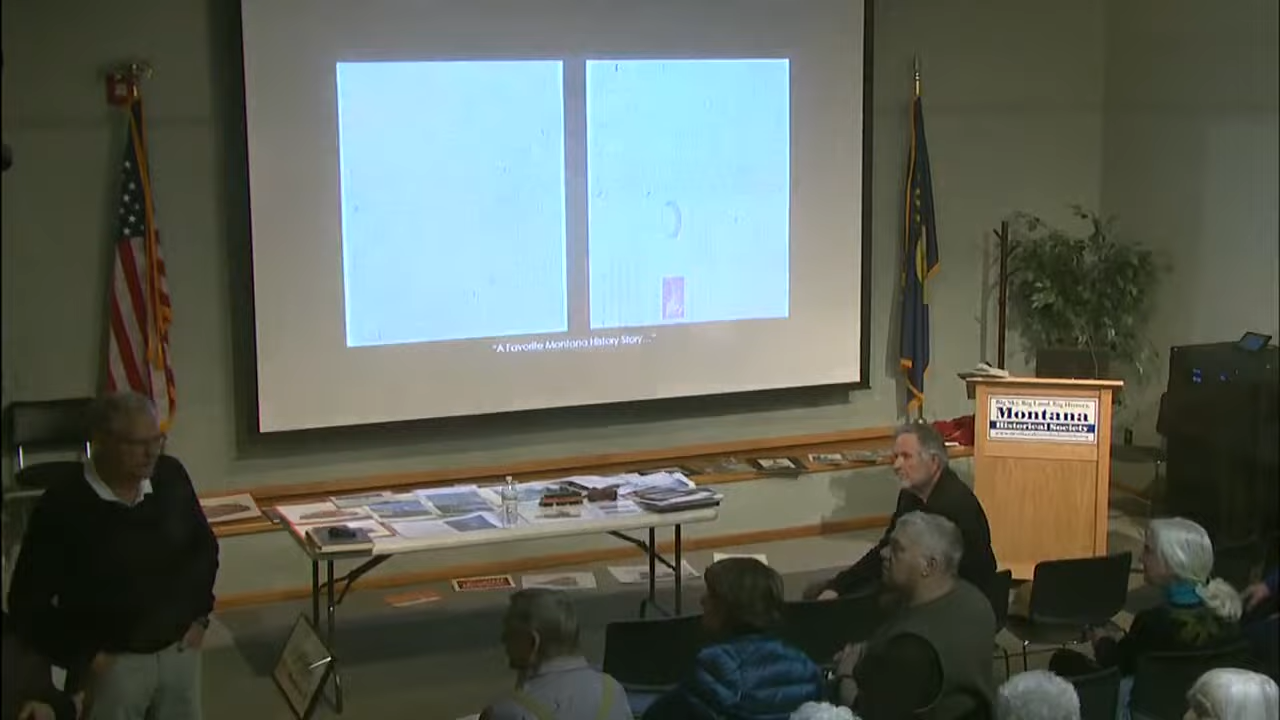 "A Favorite Montana History Story..."
Big Sky. Big Land. Big History.
Montana
Historical Society